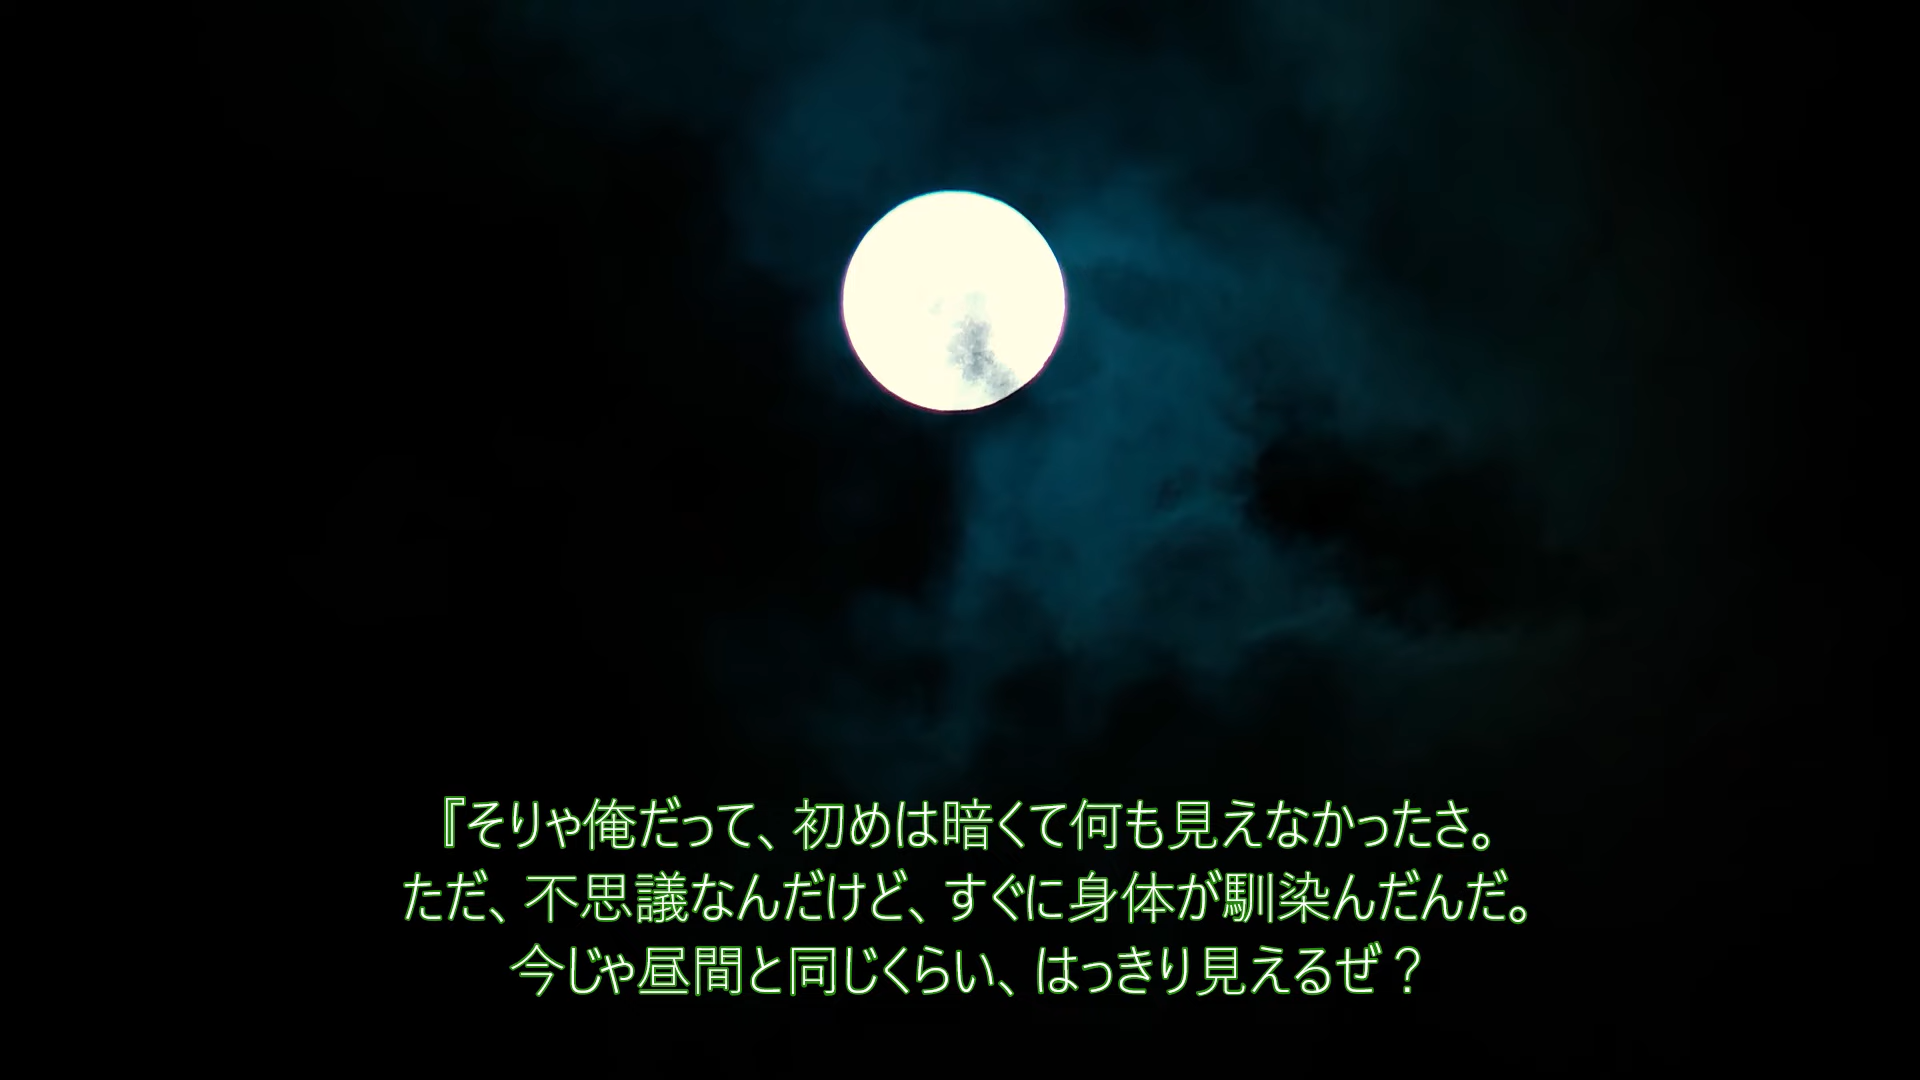 『そりゃ俺だって、初めは暗くて何も見えなかったさ。
ただ、不思議なんだけど、すぐに身体が馴染んだんだ。
今じゃ昼間と同じくらい、はっきり見えるぜ？